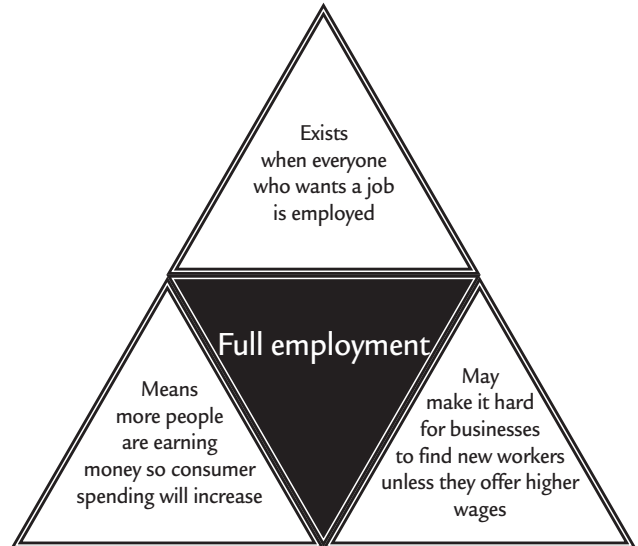 Exists
when everyone
who wants a job
is employed
Full employment
Means
more people
are earning
money so consumer
spending will increase
May
make it hard
for businesses
to find new workers
unless they offer higher
wages